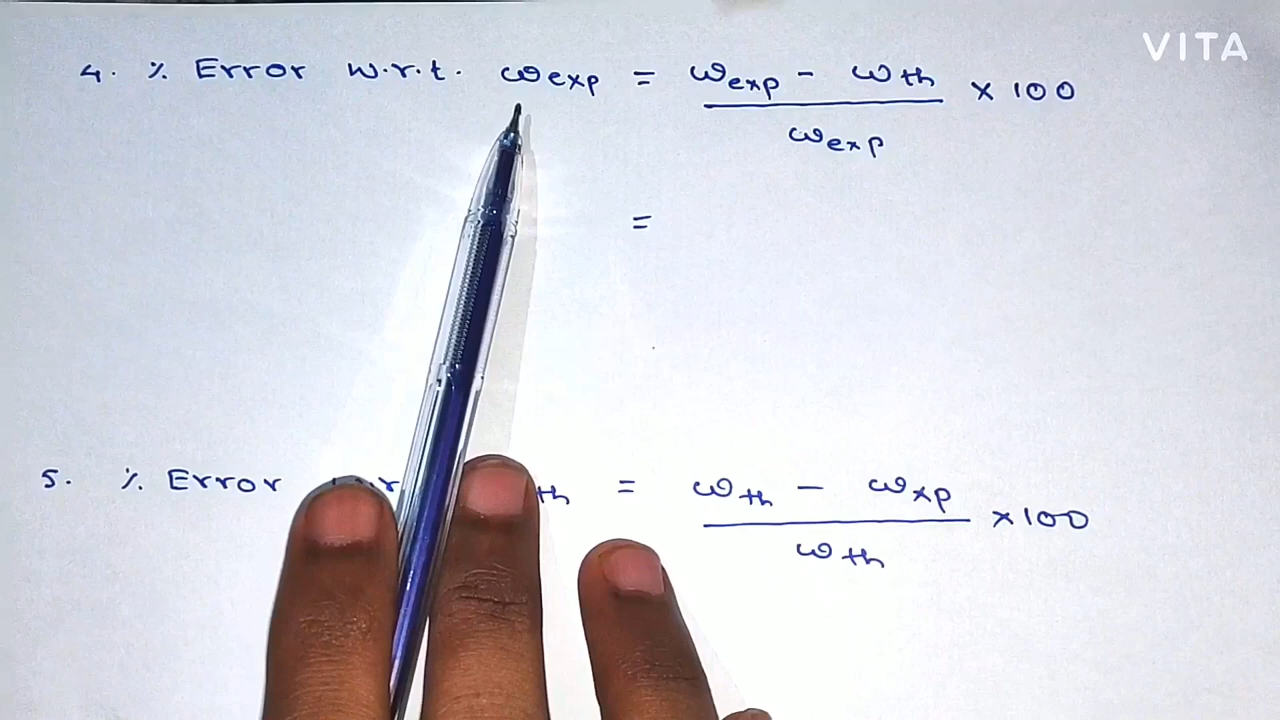 VITA
4. % Error w.r.t. ωexp = ωexp - ωth / ωexp × 100
=
5. % Error th = ωth - ωxp / ωth × 100